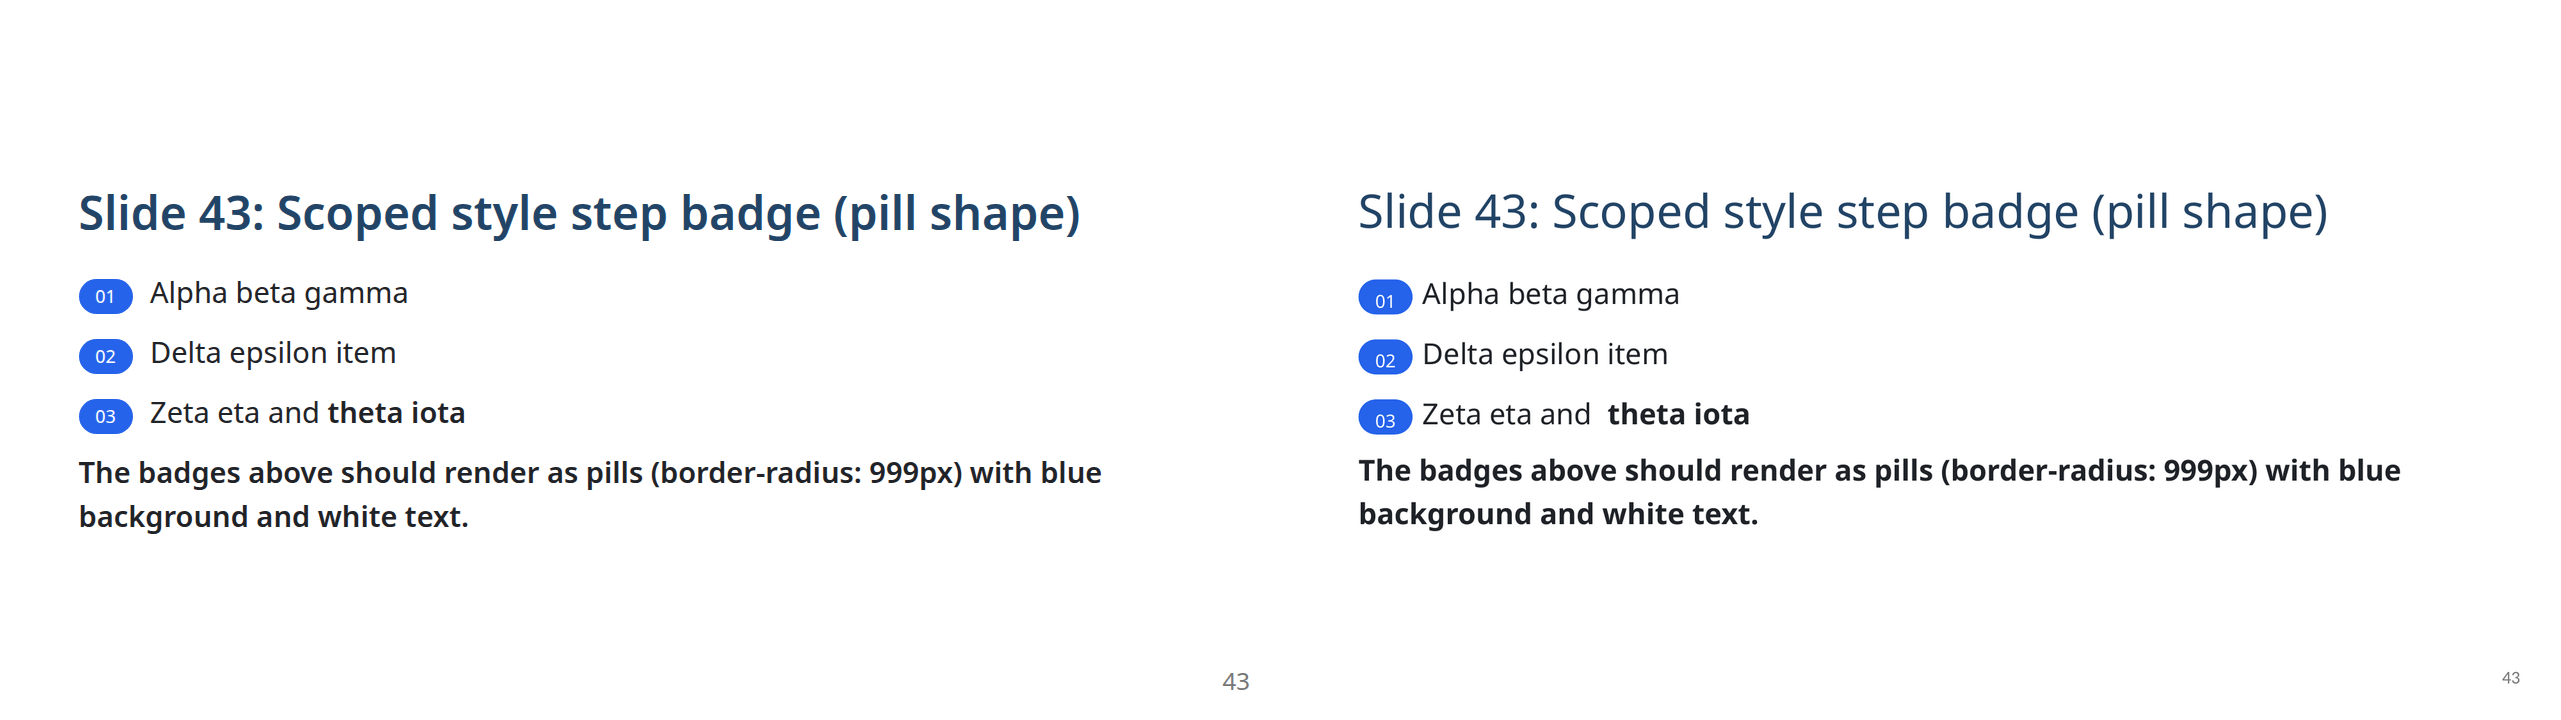 Slide 43: Scoped style step badge (pill shape)
01 Alpha beta gamma
02 Delta epsilon item
03 Zeta eta and theta iota
The badges above should render as pills (border-radius: 999px) with blue
background and white text.
43
Slide 43: Scoped style step badge (pill shape)
01 Alpha beta gamma
02 Delta epsilon item
03 Zeta eta and theta iota
The badges above should render as pills (border-radius: 999px) with blue
background and white text.
43